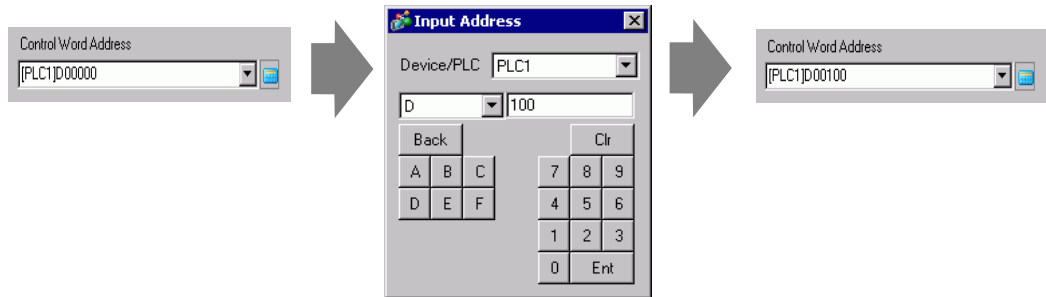 Control Word Address
[PLC1]D00000
Input Address
Device/PLC PLC1
D 100
Back Clr
A B C 7 8 9
D E F 4 5 6
1 2 3
0 Ent
Control Word Address
[PLC1]D00100